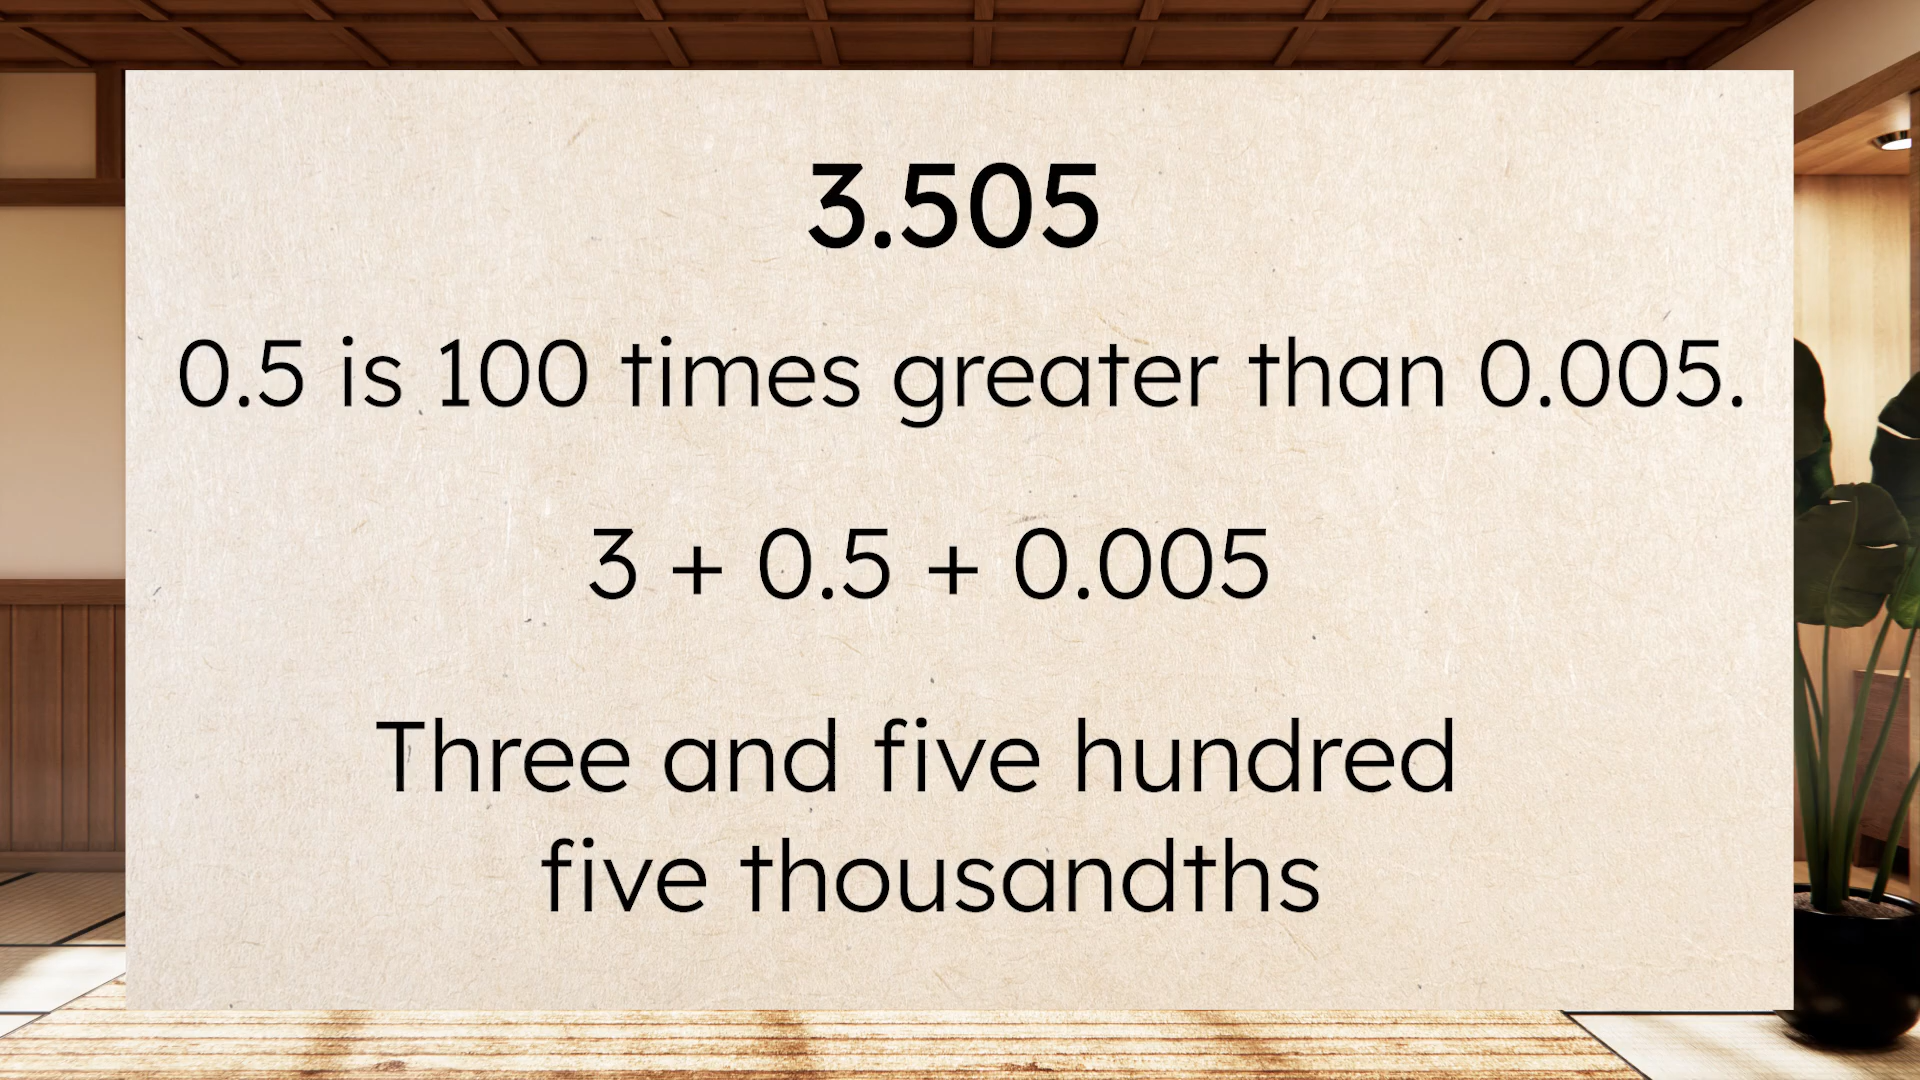 3.505
0.5 is 100 times greater than 0.005.
3 + 0.5 + 0.005
Three and five hundred
five thousandths